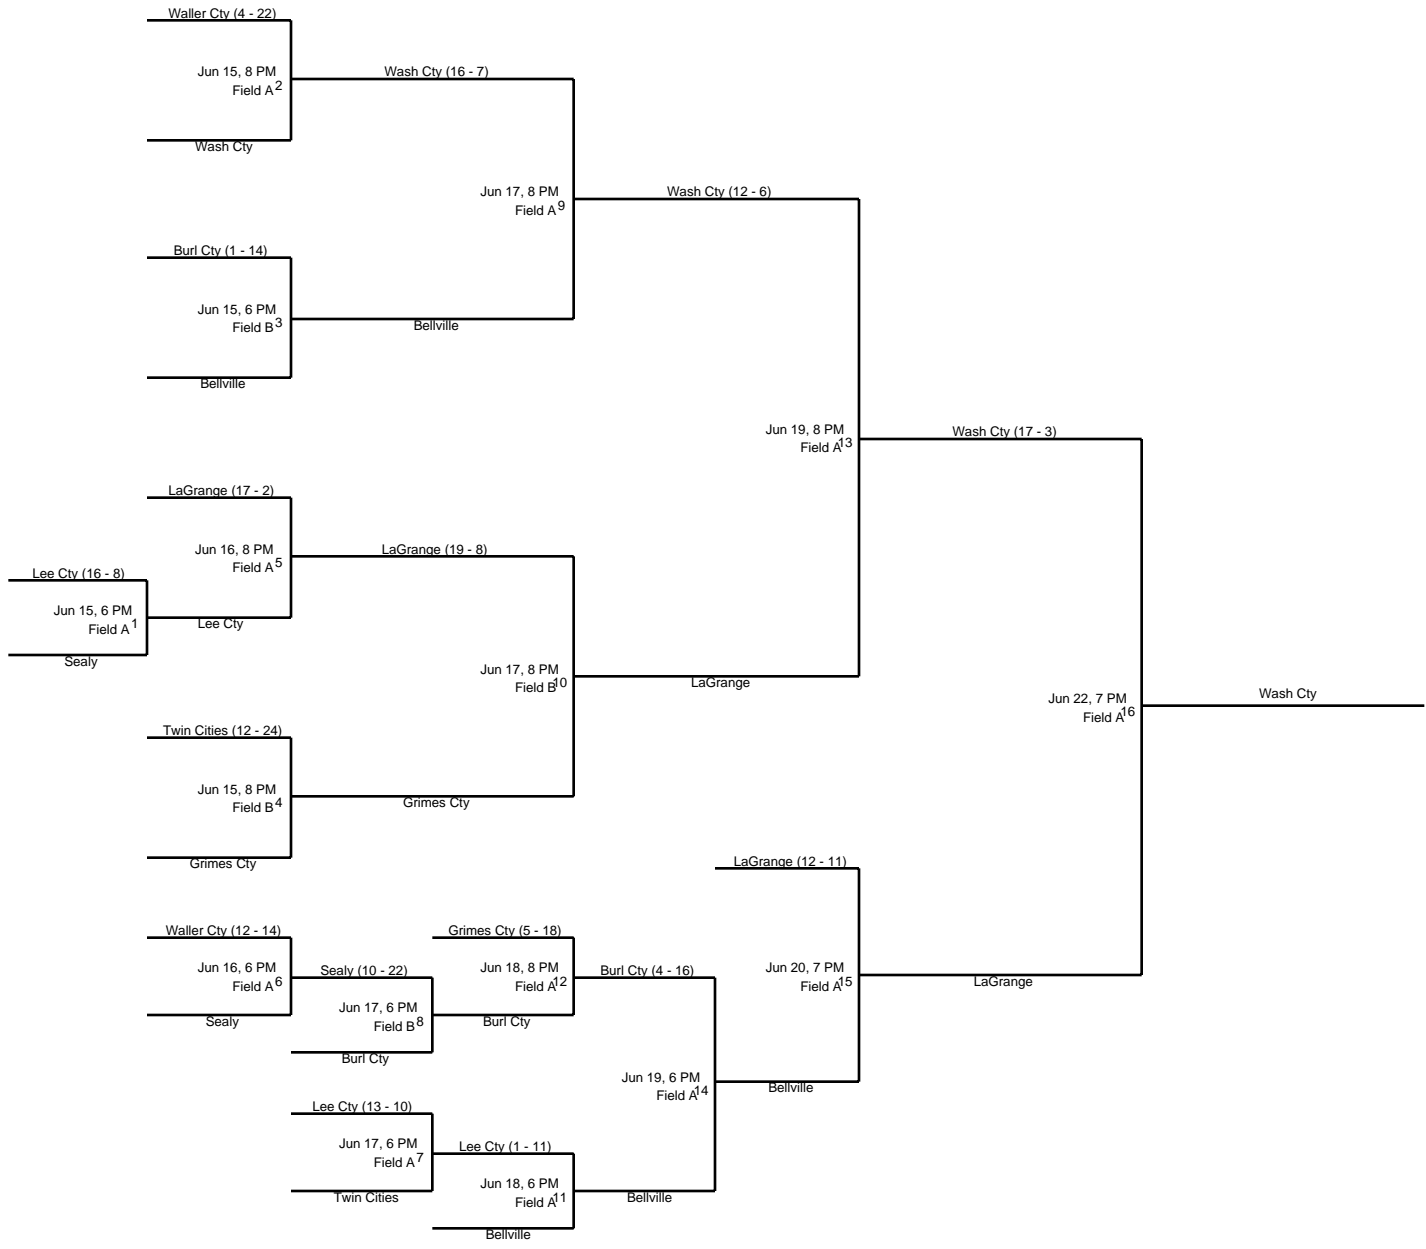 Waller Cty (4 - 22)
Jun 15, 8 PM
Field A 2
Wash Cty (16 - 7)
Wash Cty
Jun 17, 8 PM
Field A 9
Wash Cty (12 - 6)
Burl Cty (1 - 14)
Jun 15, 6 PM
Field B 3
Bellville
Bellville
Jun 19, 8 PM
Field A 13
Wash Cty (17 - 3)
LaGrange (17 - 2)
Jun 16, 8 PM
Field A 5
LaGrange (19 - 8)
Lee Cty (16 - 8)
Jun 15, 6 PM
Field A 1
Lee Cty
Sealy
Jun 17, 8 PM
Field B 10
LaGrange
Jun 22, 7 PM
Field A 16
Wash Cty
Twin Cities (12 - 24)
Jun 15, 8 PM
Field B 4
Grimes Cty
Grimes Cty
LaGrange (12 - 11)
Waller Cty (12 - 14)
Grimes Cty (5 - 18)
Jun 16, 6 PM
Field A 6
Sealy (10 - 22)
Jun 18, 8 PM
Field A 12
Burl Cty (4 - 16)
Jun 20, 7 PM
Field A 15
LaGrange
Sealy
Jun 17, 6 PM
Field B 8
Burl Cty
Burl Cty
Jun 19, 6 PM
Field A 14
Bellville
Lee Cty (13 - 10)
Jun 17, 6 PM
Field A 7
Lee Cty (1 - 11)
Twin Cities
Jun 18, 6 PM
Field A 11
Bellville
Bellville